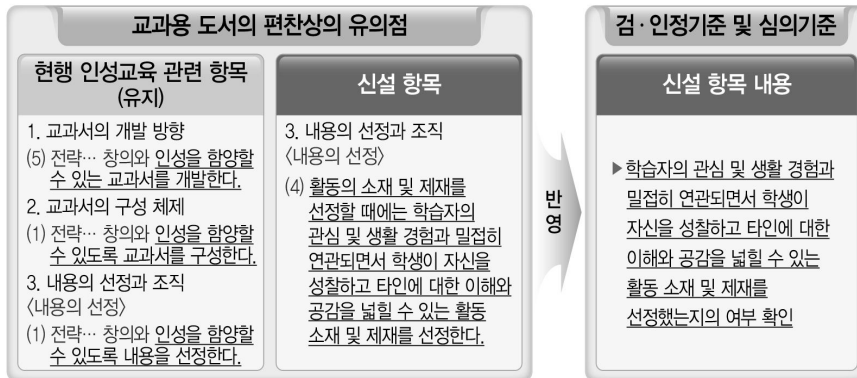 교과용 도서의 편찬상의 유의점
현행 인성교육 관련 항목
(유지)
1. 교과서의 개발 방향
(5) 전략… 창의와 인성을 함양할
수 있는 교과서를 개발한다.
2. 교과서의 구성 체제
(1) 전략… 창의와 인성을 함양할
수 있도록 교과서를 구성한다.
3. 내용의 선정과 조직
〈내용의 선정〉
(1) 전략… 창의와 인성을 함양할
수 있도록 내용을 선정한다.
신설 항목
3. 내용의 선정과 조직
〈내용의 선정〉
(4) 활동의 소재 및 제재를
선정할 때에는 학습자의
관심 및 생활 경험과 밀접히
연관되면서 학생이 자신을
성찰하고 타인에 대한 이해와
공감을 넓힐 수 있는 활동
소재 및 제재를 선정한다.
반
영
검·인정기준 및 심의기준
신설 항목 내용
▶학습자의 관심 및 생활 경험과
밀접히 연관되면서 학생이
자신을 성찰하고 타인에 대한
이해와 공감을 넓힐 수 있는
활동 소재 및 제재를
선정했는지의 여부 확인